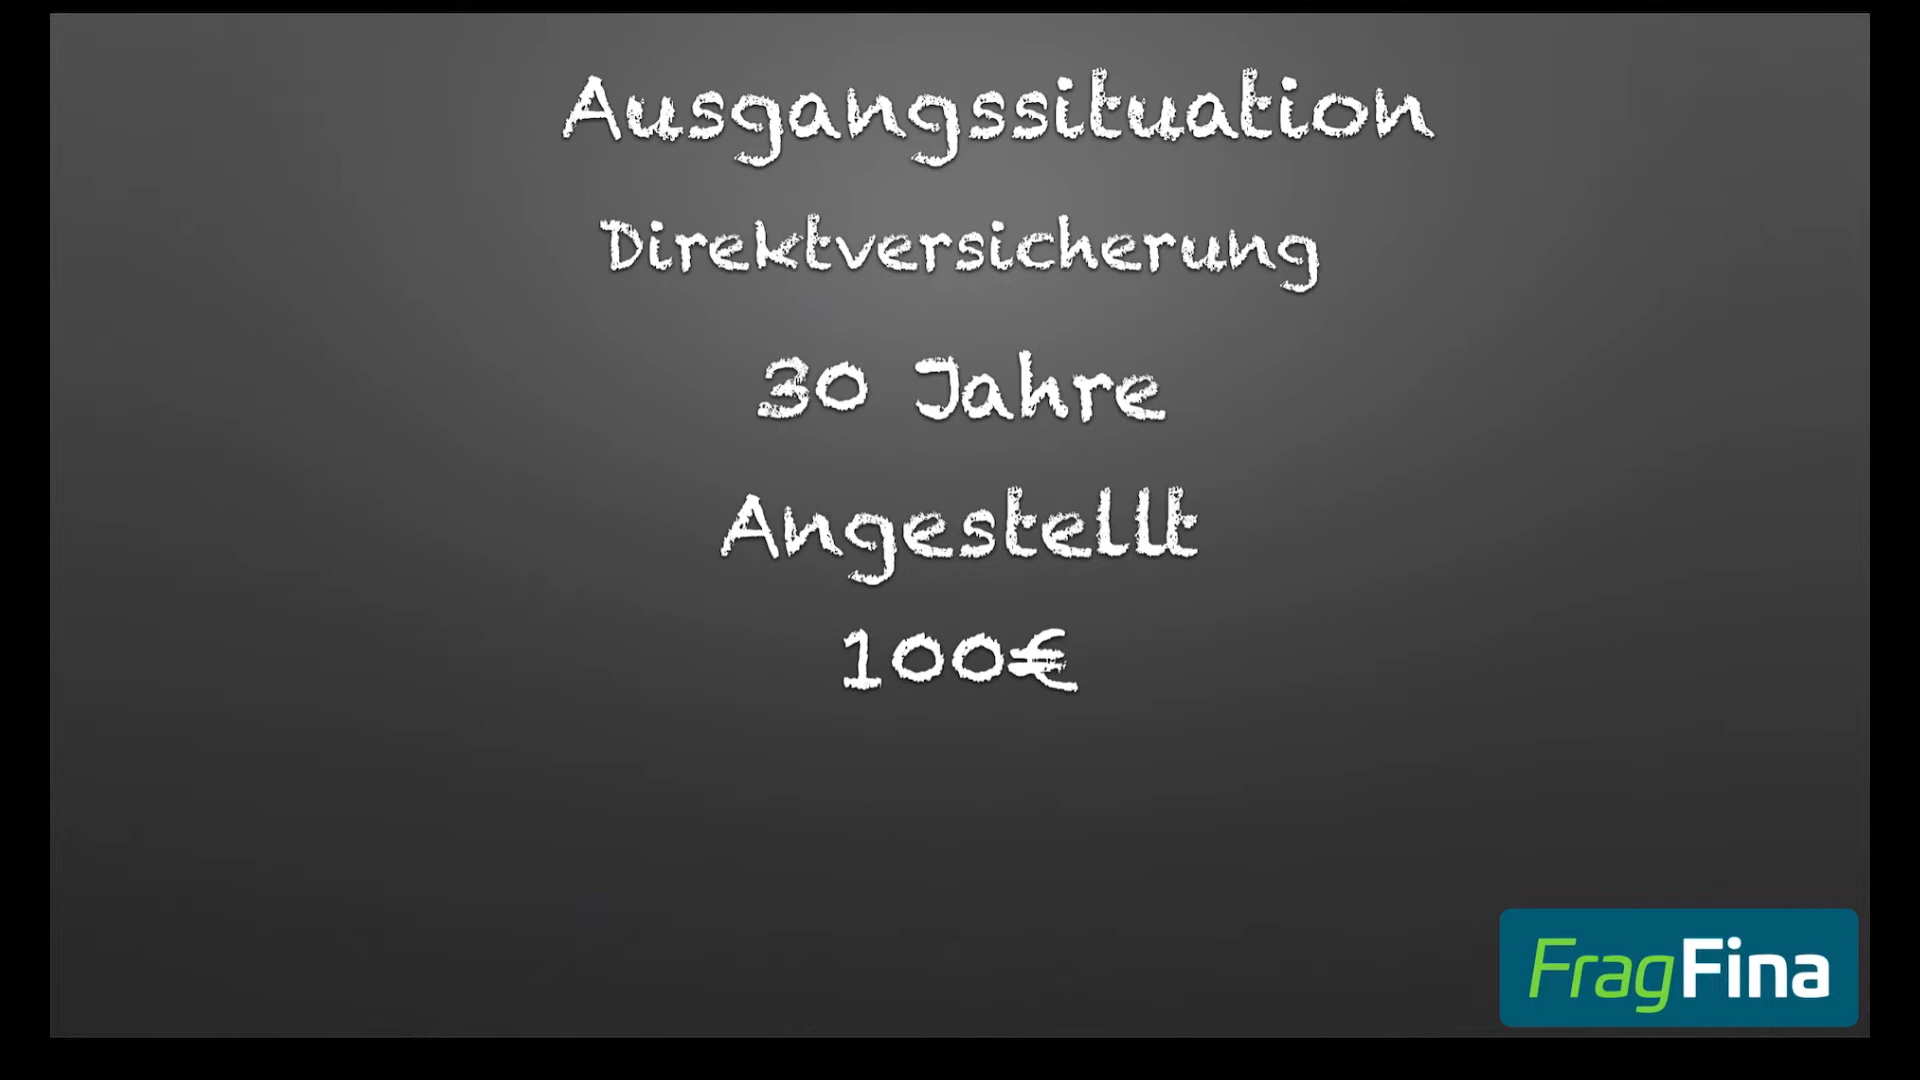 Ausgangssituation
Direktversicherung
30 Jahre
Angestellt
100€
FragFina